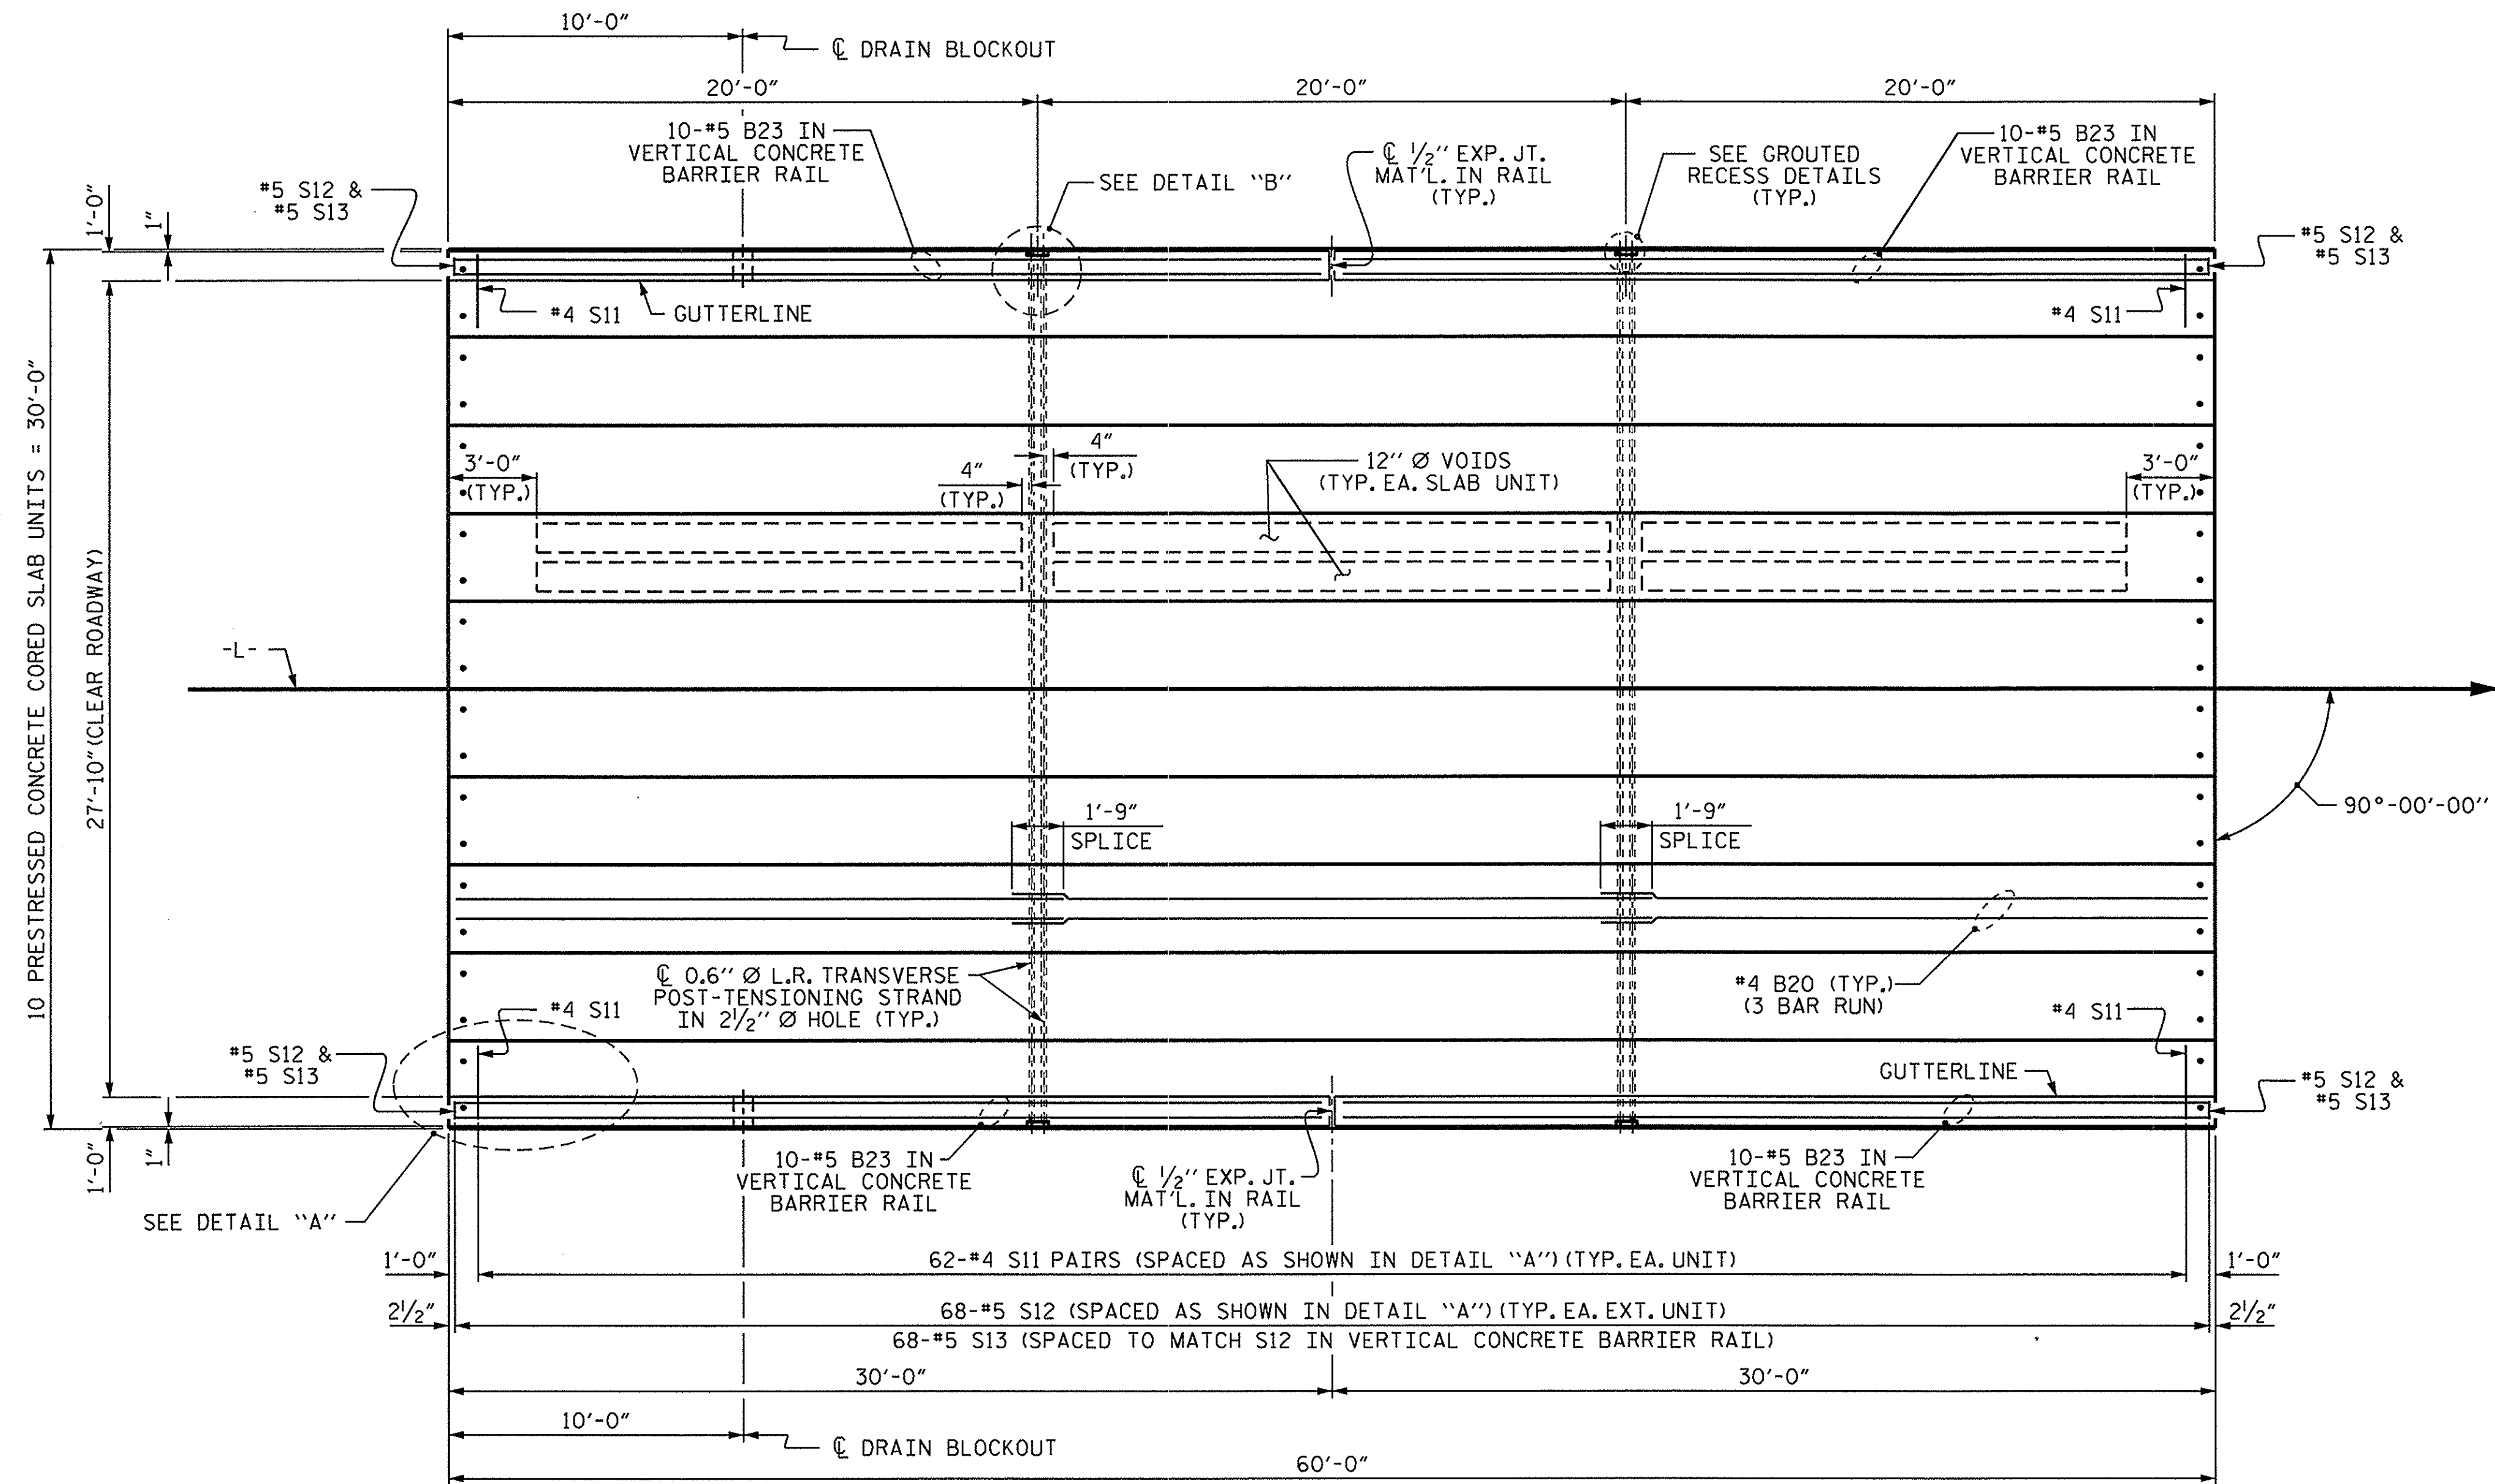 10'-0"
℄ DRAIN BLOCKOUT
20'-0"
20'-0"
20'-0"
10-#5 B23 IN
VERTICAL CONCRETE
BARRIER RAIL
SEE DETAIL "B"
℄ 1/2" EXP. JT.
MAT'L. IN RAIL
(TYP.)
SEE GROUTED
RECESS DETAILS
(TYP.)
10-#5 B23 IN
VERTICAL CONCRETE
BARRIER RAIL
#5 S12 &
#5 S13
1'-0"
1"
#5 S12 &
#5 S13
#4 S11
GUTTERLINE
#4 S11
10 PRESTRESSED CONCRETE CORED SLAB UNITS = 30'-0"
27'-10" (CLEAR ROADWAY)
3'-0"
(TYP.)
4"
(TYP.)
4"
(TYP.)
12" Ø VOIDS
(TYP. EA. SLAB UNIT)
3'-0"
(TYP.)
-L-
90°-00'-00"
1'-9"
SPLICE
1'-9"
SPLICE
℄ 0.6" Ø L.R. TRANSVERSE
POST-TENSIONING STRAND
IN 2 1/2" Ø HOLE (TYP.)
#4 B20 (TYP.)
(3 BAR RUN)
#4 S11
#4 S11
#5 S12 &
#5 S13
GUTTERLINE
#5 S12 &
#5 S13
1'-0"
1"
10-#5 B23 IN
VERTICAL CONCRETE
BARRIER RAIL
℄ 1/2" EXP. JT.
MAT'L. IN RAIL
(TYP.)
10-#5 B23 IN
VERTICAL CONCRETE
BARRIER RAIL
SEE DETAIL "A"
1'-0"
62-#4 S11 PAIRS (SPACED AS SHOWN IN DETAIL "A") (TYP. EA. UNIT)
1'-0"
2 1/2"
68-#5 S12 (SPACED AS SHOWN IN DETAIL "A") (TYP. EA. EXT. UNIT)
2 1/2"
68-#5 S13 (SPACED TO MATCH S12 IN VERTICAL CONCRETE BARRIER RAIL)
30'-0"
30'-0"
10'-0"
℄ DRAIN BLOCKOUT
60'-0"